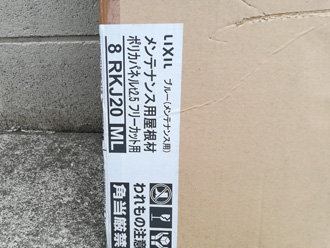 LIXIL ブルー(メンテナンス用)
メンテナンス用屋根材
ポリカパネルt2.5 フリーカット用
8 RKJ20 ML
われもの注意
角当厳禁